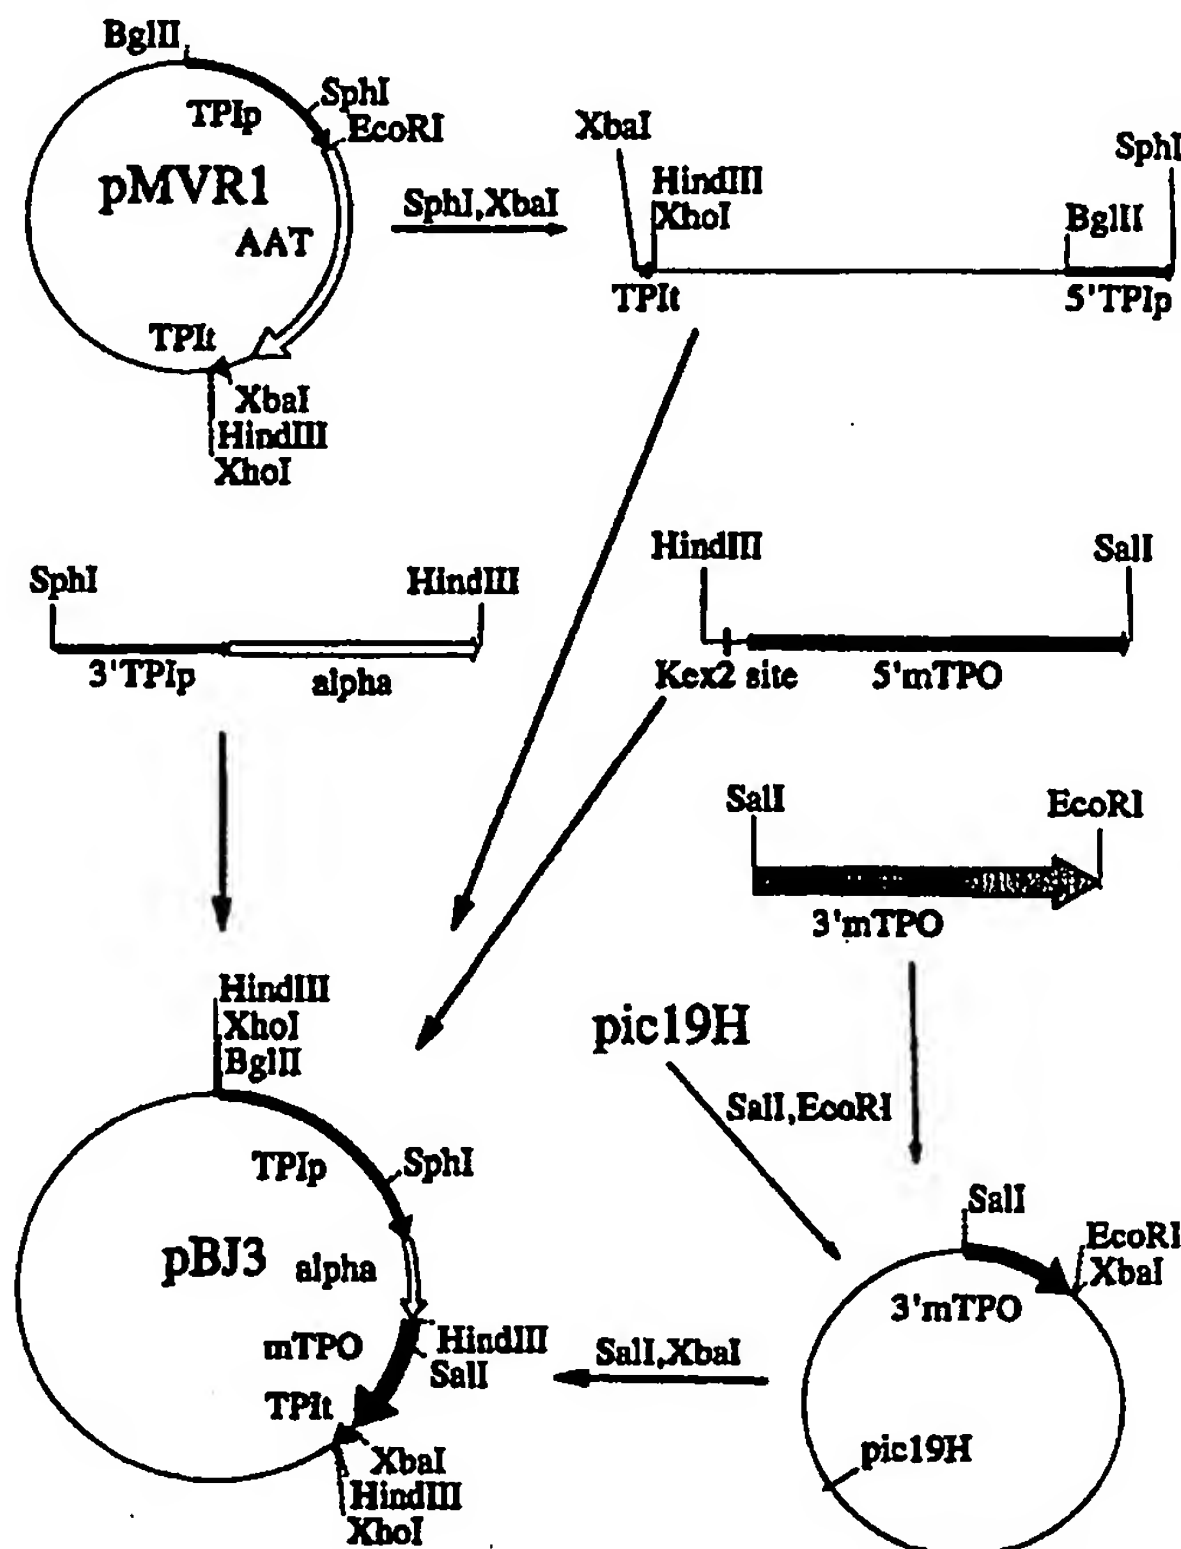 BglII
SphI
EcoRI
TPIp
pMVR1
AAT
TPIt
XbaI
HindIII
XhoI
SphI,XbaI
XbaI
HindIII
XhoI
SphI
BglII
TPIt
5'TPIp
SphI
HindIII
3'TPIp
alpha
HindIII
SalI
Kex2 site
5'mTPO
SalI
EcoRI
3'mTPO
pic19H
SalI,EcoRI
HindIII
XhoI
BglII
TPIp
SphI
pBJ3
alpha
mTPO
HindIII
SalI
TPIt
XbaI
HindIII
XhoI
SalI,XbaI
SalI
EcoRI
XbaI
3'mTPO
pic19H